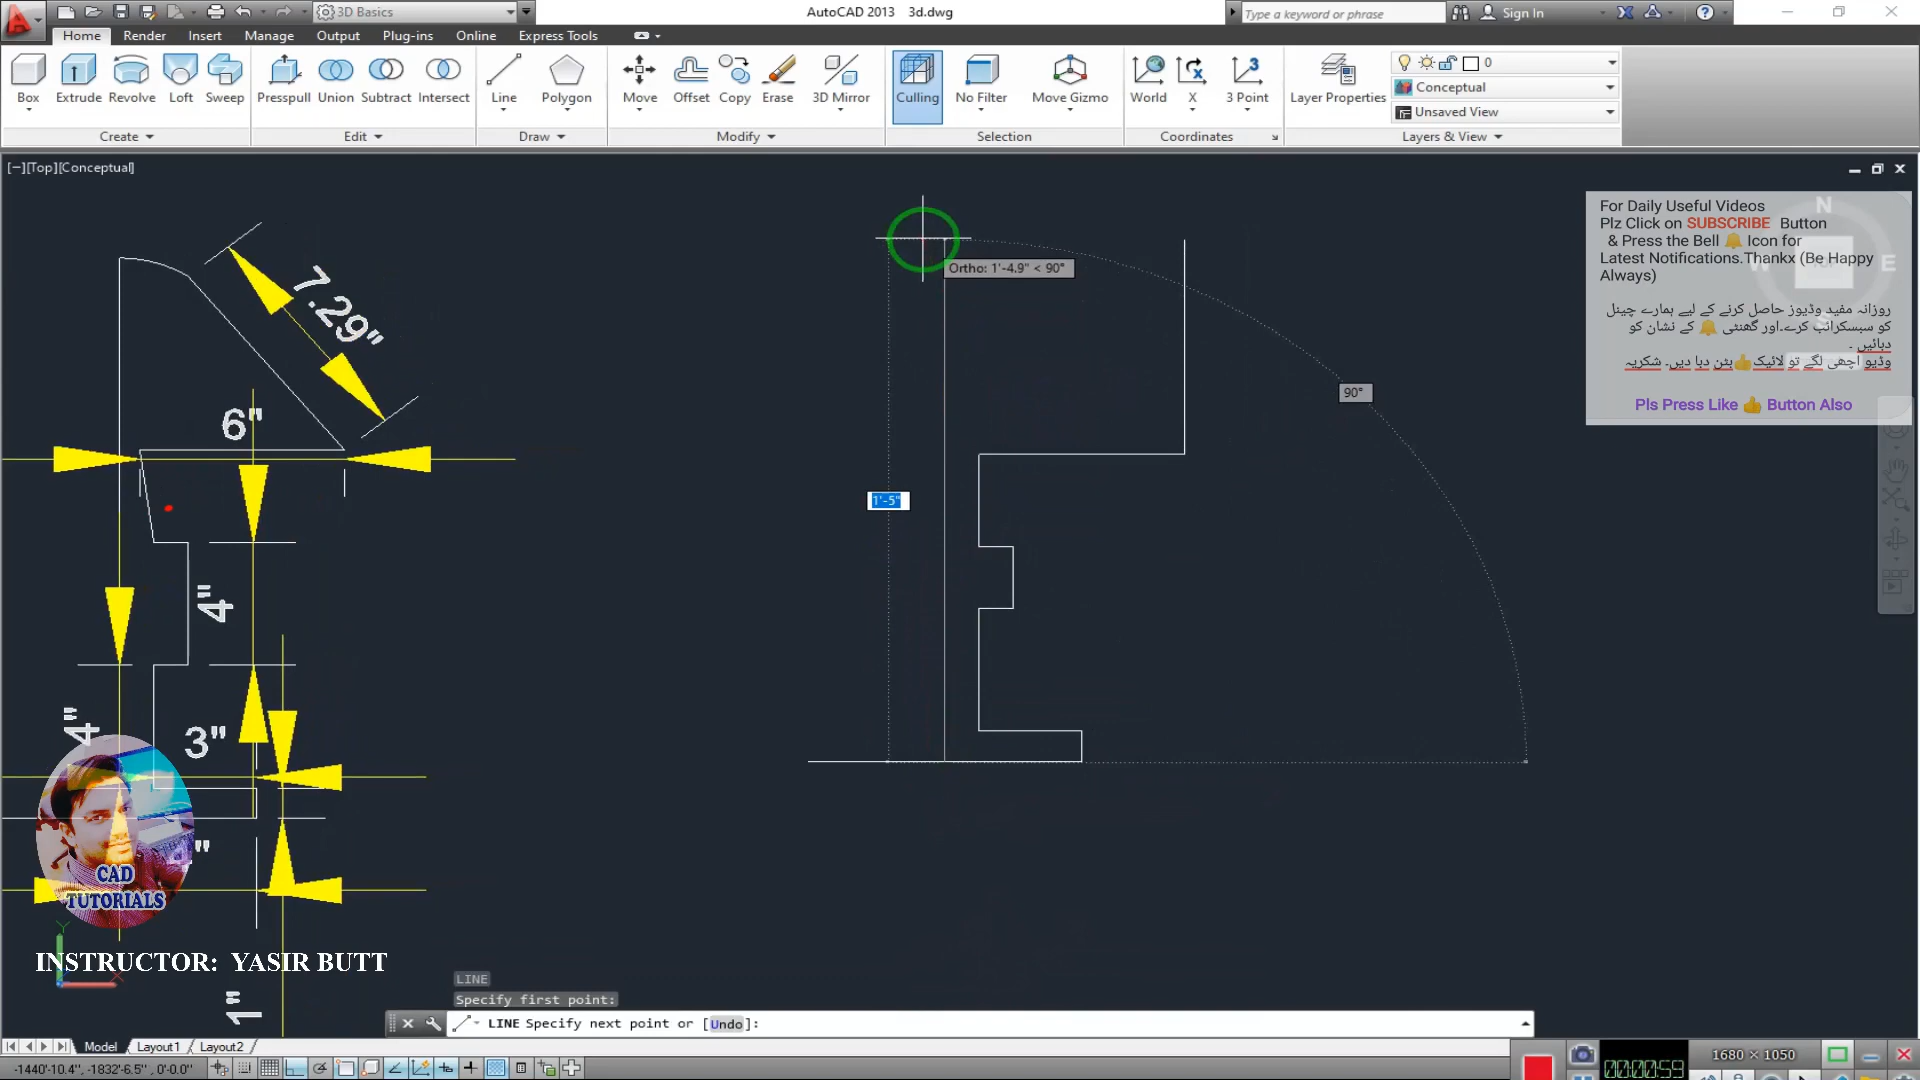 3D Basics
AutoCAD 2013 3d.dwg
Type a keyword or phrase
Sign In
Home Render Insert Manage Output Plug-ins Online Express Tools
Box Extrude Revolve Loft Sweep Presspull Union Subtract Intersect Line Polygon Move Offset Copy Erase 3D Mirror Culling No Filter Move Gizmo World X 3 Point Layer Properties
0
Conceptual
Unsaved View
Create Edit Draw Modify Selection Coordinates Layers & View
[−][Top][Conceptual]
For Daily Useful Videos
Plz Click on SUBSCRIBE Button
& Press the Bell 🔔 Icon for
Latest Notifications.Thankx (Be Happy
Always)
روزانہ مفید وڈیوز حاصل کرنے کے لیے ہمارے چینل
کو سبسکرائب کرے۔اور گھنٹی 🔔 کے نشان کو
دبائیں ۔
وڈیو اچھی لگے تو لائیک👍 بٹن دبا دیں۔ شکریہ
Pls Press Like 👍 Button Also
N
E
7.29"
6"
4"
4"
3"
1"
Ortho: 1'-4.9" < 90°
90°
1'-5"
CAD
TUTORIALS
INSTRUCTOR: YASIR BUTT
Y
X
LINE
Specify first point:
LINE Specify next point or [Undo]:
Model Layout1 Layout2
-1440'-10.4", -1832'-6.5" , 0'-0.0"
00:00:59
1680 × 1050